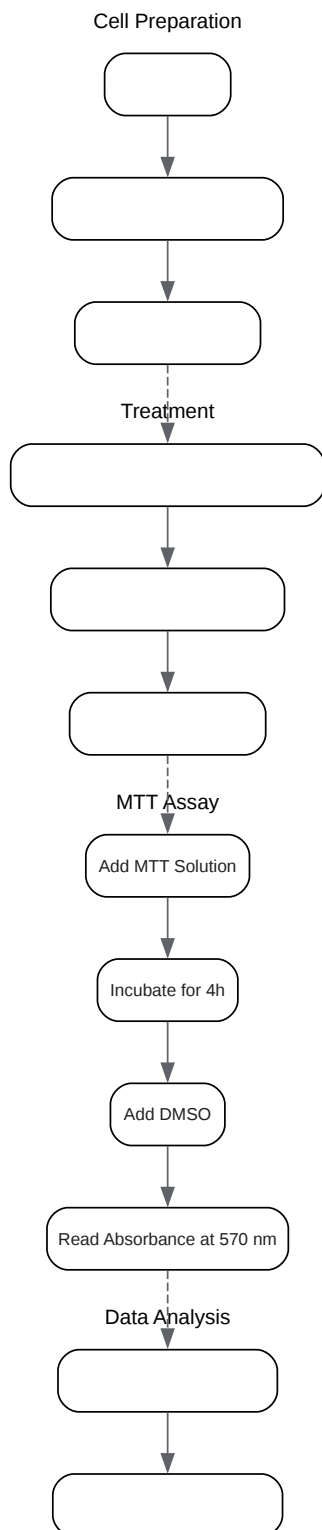 Cell Preparation
Treatment
MTT Assay
Add MTT Solution
Incubate for 4h
Add DMSO
Read Absorbance at 570 nm
Data Analysis